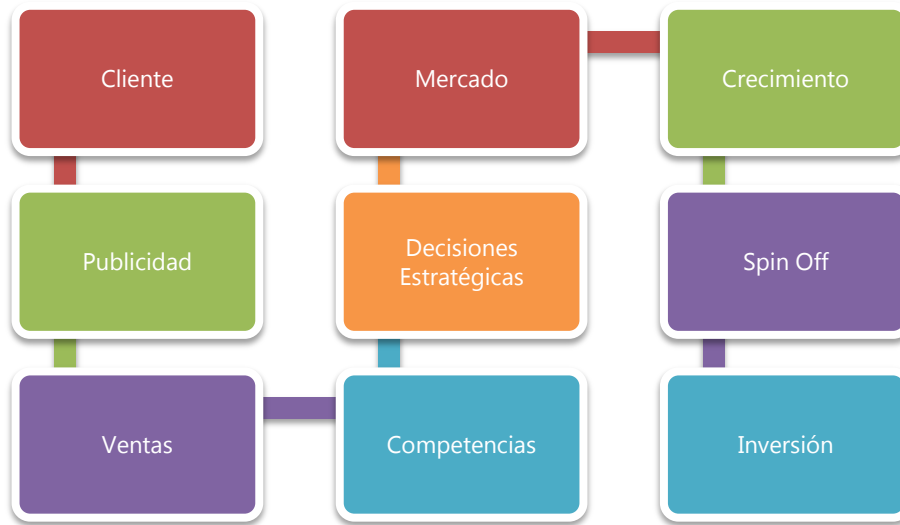 Cliente
Publicidad
Ventas
Competencias
Decisiones
Estratégicas
Mercado
Crecimiento
Spin Off
Inversión